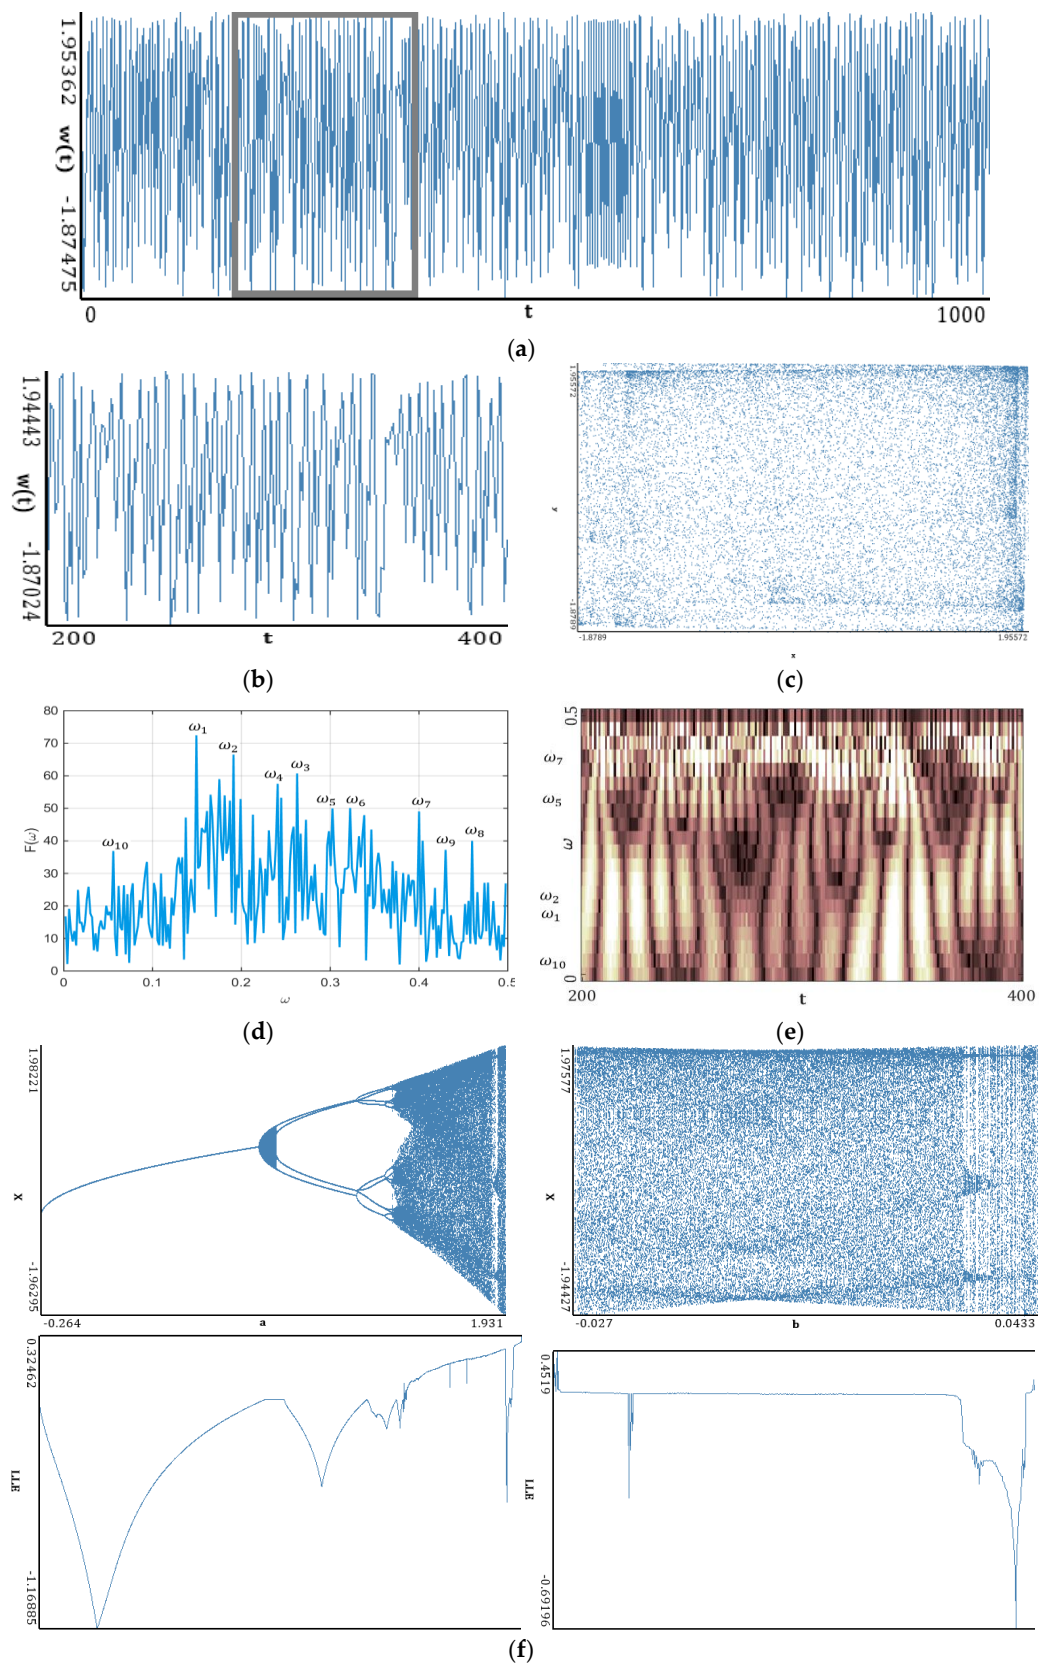 1.95362
w(t)
-1.87475
0
t
1000
(a)
1.94443
w(t)
-1.87024
200
t
400
(b)
1.95572
y
-1.8789
-1.8789
1.95572
x
(c)
80
70
60
50
40
30
20
10
0
F(ω)
ω₁
ω₂
ω₃
ω₄
ω₅
ω₆
ω₇
ω₈
ω₉
ω₁₀
0
0.1
0.2
0.3
0.4
0.5
ω
(d)
0.5
ω₇
ω₅
ω
ω₂
ω₁
ω₁₀
0
200
t
400
(e)
1.98221
x
-1.96295
-0.264
a
1.931
1.97577
x
-1.94427
-0.027
b
0.0433
0.32462
LLE
-1.16885
0.4519
LLE
-0.69196
(f)